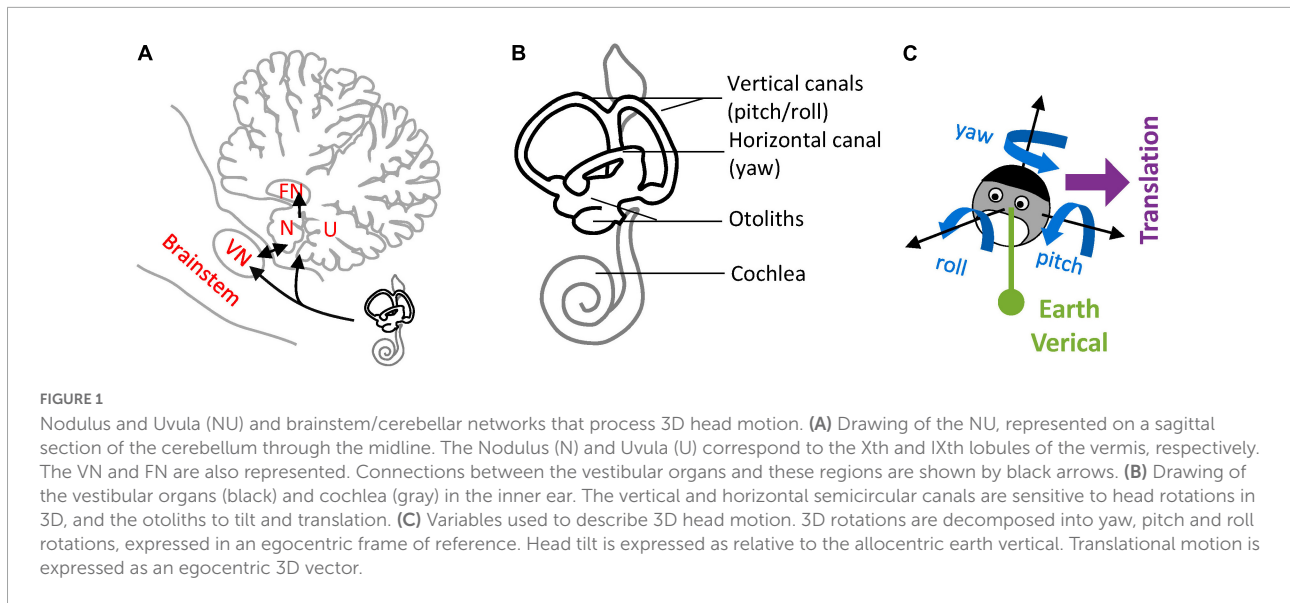 A
FN
N
U
VN
Brainstem
B
Vertical canals
(pitch/roll)
Horizontal canal
(yaw)
Otoliths
Cochlea
C
yaw
roll
pitch
Translation
Earth
Verical
FIGURE 1
Nodulus and Uvula (NU) and brainstem/cerebellar networks that process 3D head motion. (A) Drawing of the NU, represented on a sagittal
section of the cerebellum through the midline. The Nodulus (N) and Uvula (U) correspond to the Xth and IXth lobules of the vermis, respectively.
The VN and FN are also represented. Connections between the vestibular organs and these regions are shown by black arrows. (B) Drawing of
the vestibular organs (black) and cochlea (gray) in the inner ear. The vertical and horizontal semicircular canals are sensitive to head rotations in
3D, and the otoliths to tilt and translation. (C) Variables used to describe 3D head motion. 3D rotations are decomposed into yaw, pitch and roll
rotations, expressed in an egocentric frame of reference. Head tilt is expressed as relative to the allocentric earth vertical. Translational motion is
expressed as an egocentric 3D vector.